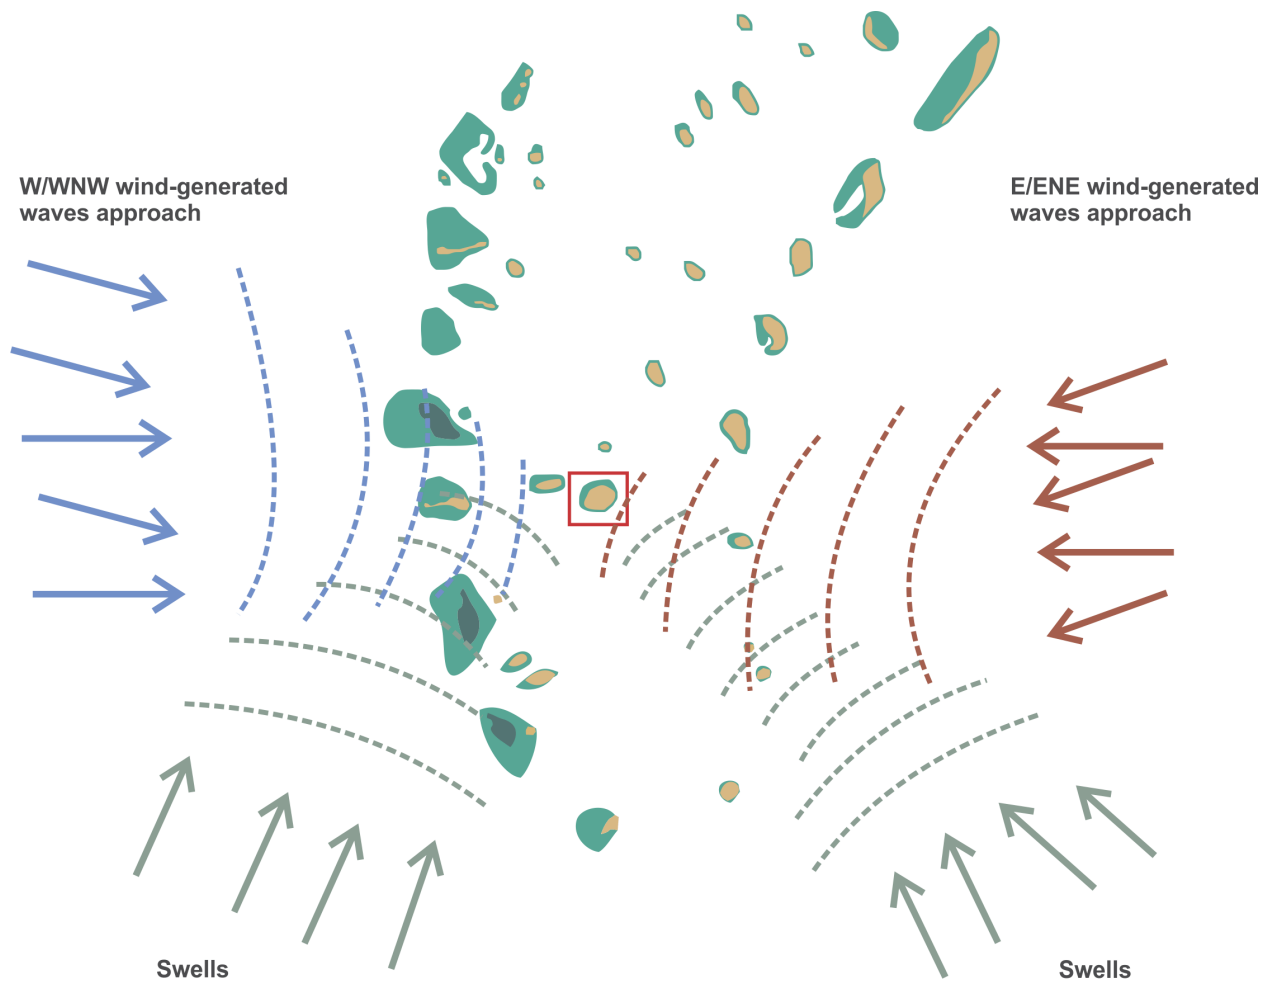 W/WNW wind-generated
waves approach
E/ENE wind-generated
waves approach
Swells
Swells